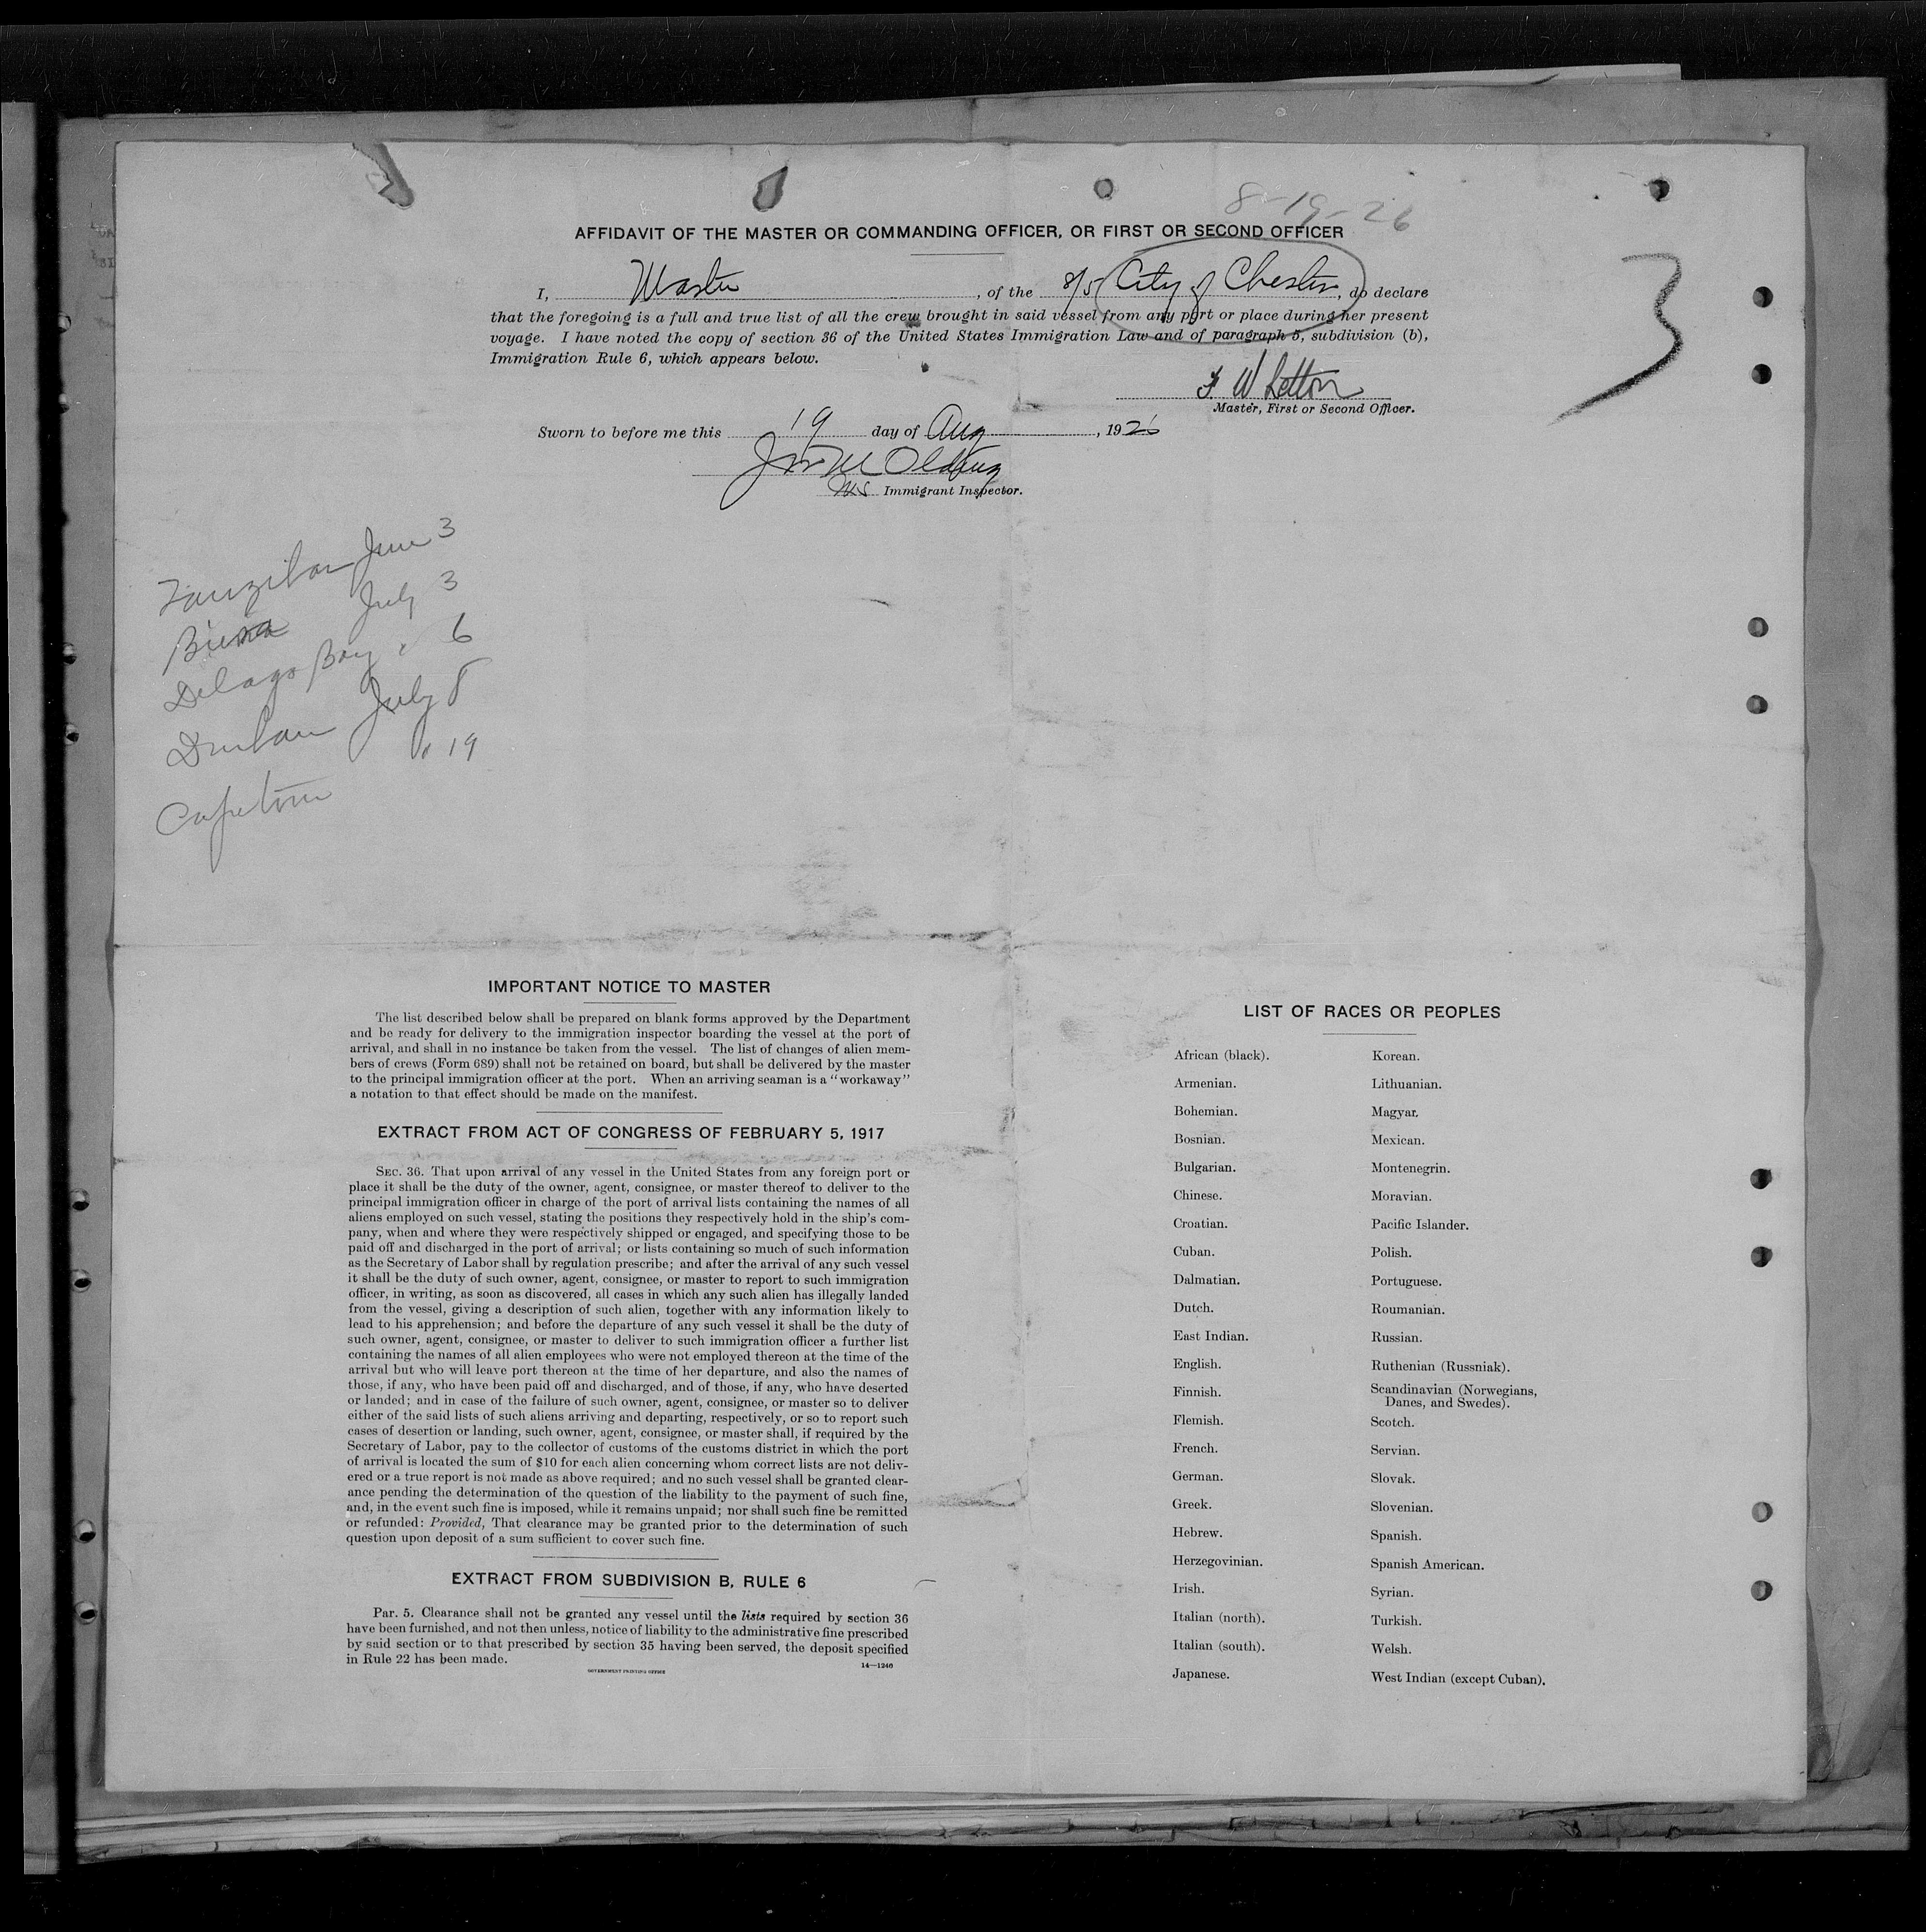 8-19-26
AFFIDAVIT OF THE MASTER OR COMMANDING OFFICER, OR FIRST OR SECOND OFFICER
3
I, Master, of the S/S City of Chester, do declare
that the foregoing is a full and true list of all the crew brought in said vessel from any port or place during her present
voyage. I have noted the copy of section 36 of the United States Immigration Law and of paragraph 5, subdivision (b),
Immigration Rule 6, which appears below.
F W Letton
Master, First or Second Officer.
Sworn to before me this 19 day of Aug, 1926
Immigrant Inspector.
Zanzibar June 3
July 3
Delago Bay " 6
Durban July 8
Capetown " 19
IMPORTANT NOTICE TO MASTER
The list described below shall be prepared on blank forms approved by the Department
and be ready for delivery to the immigration inspector boarding the vessel at the port of
arrival, and shall in no instance be taken from the vessel. The list of changes of alien mem-
bers of crews (Form 689) shall not be retained on board, but shall be delivered by the master
to the principal immigration officer at the port. When an arriving seaman is a "workaway"
a notation to that effect should be made on the manifest.
EXTRACT FROM ACT OF CONGRESS OF FEBRUARY 5, 1917
SEC. 36. That upon arrival of any vessel in the United States from any foreign port or
place it shall be the duty of the owner, agent, consignee, or master thereof to deliver to the
principal immigration officer in charge of the port of arrival lists containing the names of all
aliens employed on such vessel, stating the positions they respectively hold in the ship's com-
pany, when and where they were respectively shipped or engaged, and specifying those to be
paid off and discharged in the port of arrival; or lists containing so much of such information
as the Secretary of Labor shall by regulation prescribe; and after the arrival of any such vessel
it shall be the duty of such owner, agent, consignee, or master to report to such immigration
officer, in writing, as soon as discovered, all cases in which any such alien has illegally landed
from the vessel, giving a description of such alien, together with any information likely to
lead to his apprehension; and before the departure of any such vessel it shall be the duty of
such owner, agent, consignee, or master to deliver to such immigration officer a further list
containing the names of all alien employees who were not employed thereon at the time of the
arrival but who will leave port thereon at the time of her departure, and also the names of
those, if any, who have been paid off and discharged, and of those, if any, who have deserted
or landed; and in case of the failure of such owner, agent, consignee, or master so to deliver
either of the said lists of such aliens arriving and departing, respectively, or so to report such
cases of desertion or landing, such owner, agent, consignee, or master shall, if required by the
Secretary of Labor, pay to the collector of customs of the customs district in which the port
of arrival is located the sum of $10 for each alien concerning whom correct lists are not deliv-
ered or a true report is not made as above required; and no such vessel shall be granted clear-
ance pending the determination of the question of the liability to the payment of such fine,
and, in the event such fine is imposed, while it remains unpaid; nor shall such fine be remitted
or refunded: Provided, That clearance may be granted prior to the determination of such
question upon deposit of a sum sufficient to cover such fine.
EXTRACT FROM SUBDIVISION B, RULE 6
Par. 5. Clearance shall not be granted any vessel until the lists required by section 36
have been furnished, and not then unless, notice of liability to the administrative fine prescribed
by said section or to that prescribed by section 35 having been served, the deposit specified
in Rule 22 has been made.
GOVERNMENT PRINTING OFFICE 14—1246
LIST OF RACES OR PEOPLES
African (black).
Armenian.
Bohemian.
Bosnian.
Bulgarian.
Chinese.
Croatian.
Cuban.
Dalmatian.
Dutch.
East Indian.
English.
Finnish.
Flemish.
French.
German.
Greek.
Hebrew.
Herzegovinian.
Irish.
Italian (north).
Italian (south).
Japanese.
Korean.
Lithuanian.
Magyar.
Mexican.
Montenegrin.
Moravian.
Pacific Islander.
Polish.
Portuguese.
Roumanian.
Russian.
Ruthenian (Russniak).
Scandinavian (Norwegians,
Danes, and Swedes).
Scotch.
Servian.
Slovak.
Slovenian.
Spanish.
Spanish American.
Syrian.
Turkish.
Welsh.
West Indian (except Cuban).